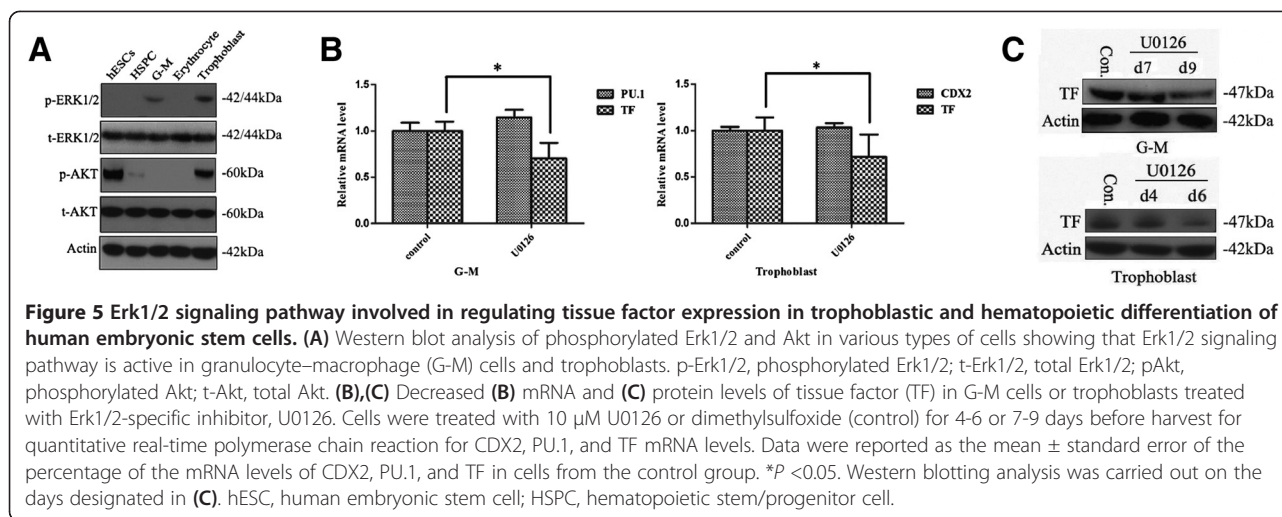 A
hESCs
HSPC
G-M
Erythrocyte
Trophoblast
p-ERK1/2
-42/44kDa
t-ERK1/2
-42/44kDa
p-AKT
-60kDa
t-AKT
-60kDa
Actin
-42kDa
B
Relative mRNA level
1.5
1.0
0.5
0.0
*
PU.1
TF
control
U0126
G-M
Relative mRNA level
1.5
1.0
0.5
0.0
*
CDX2
TF
control
U0126
Trophoblast
C
Con.
U0126
d7 d9
TF
-47kDa
Actin
-42kDa
G-M
Con.
U0126
d4 d6
TF
-47kDa
Actin
-42kDa
Trophoblast
Figure 5 Erk1/2 signaling pathway involved in regulating tissue factor expression in trophoblastic and hematopoietic differentiation of
human embryonic stem cells. (A) Western blot analysis of phosphorylated Erk1/2 and Akt in various types of cells showing that Erk1/2 signaling
pathway is active in granulocyte–macrophage (G-M) cells and trophoblasts. p-Erk1/2, phosphorylated Erk1/2; t-Erk1/2, total Erk1/2; pAkt,
phosphorylated Akt; t-Akt, total Akt. (B),(C) Decreased (B) mRNA and (C) protein levels of tissue factor (TF) in G-M cells or trophoblasts treated
with Erk1/2-specific inhibitor, U0126. Cells were treated with 10 μM U0126 or dimethylsulfoxide (control) for 4-6 or 7-9 days before harvest for
quantitative real-time polymerase chain reaction for CDX2, PU.1, and TF mRNA levels. Data were reported as the mean ± standard error of the
percentage of the mRNA levels of CDX2, PU.1, and TF in cells from the control group. *P <0.05. Western blotting analysis was carried out on the
days designated in (C). hESC, human embryonic stem cell; HSPC, hematopoietic stem/progenitor cell.